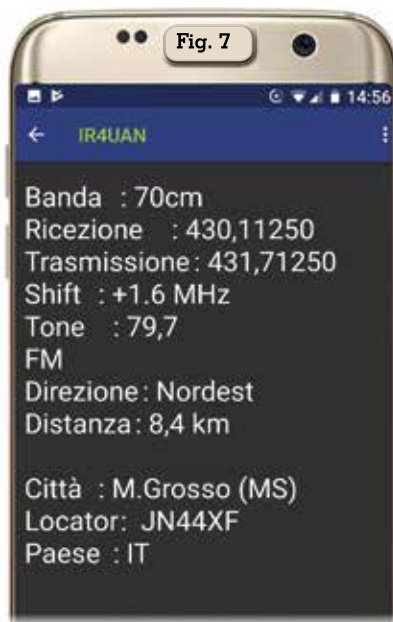 Fig. 7
14:56
IR4UAN
Banda : 70cm
Ricezione : 430,11250
Trasmissione : 431,71250
Shift : +1.6 MHz
Tone : 79,7
FM
Direzione : Nordest
Distanza : 8,4 km
Città : M.Grosso (MS)
Locator: JN44XF
Paese : IT